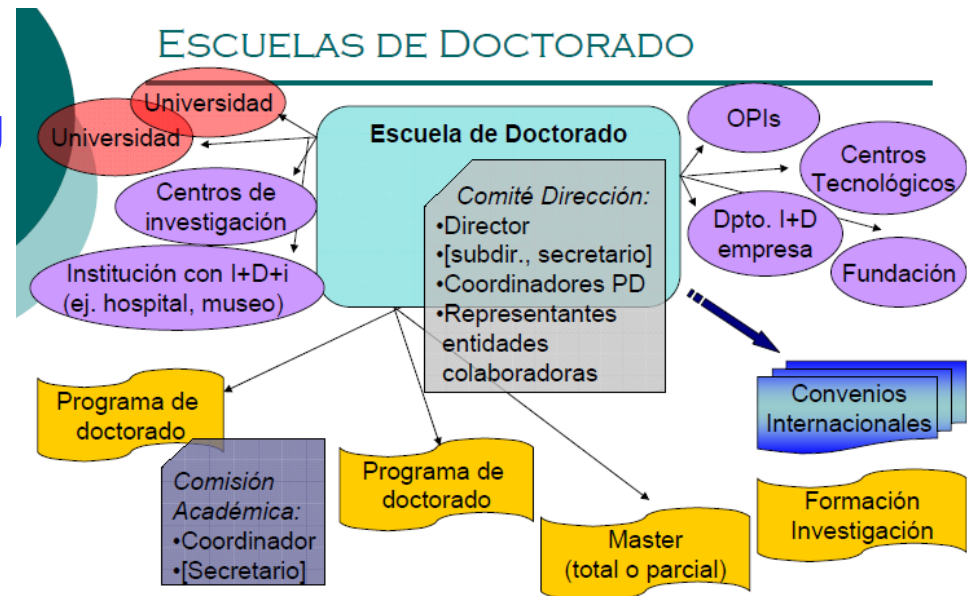 ESCUELAS DE DOCTORADO
Universidad
Universidad
Centros de
investigación
Institución con I+D+i
(ej. hospital, museo)
Escuela de Doctorado
Comité Dirección:
•Director
•[subdir., secretario]
•Coordinadores PD
•Representantes
entidades
colaboradoras
OPIs
Centros
Tecnológicos
Dpto. I+D
empresa
Fundación
Convenios
Internacionales
Programa de
doctorado
Comisión
Académica:
•Coordinador
•[Secretario]
Programa de
doctorado
Master
(total o parcial)
Formación
Investigación